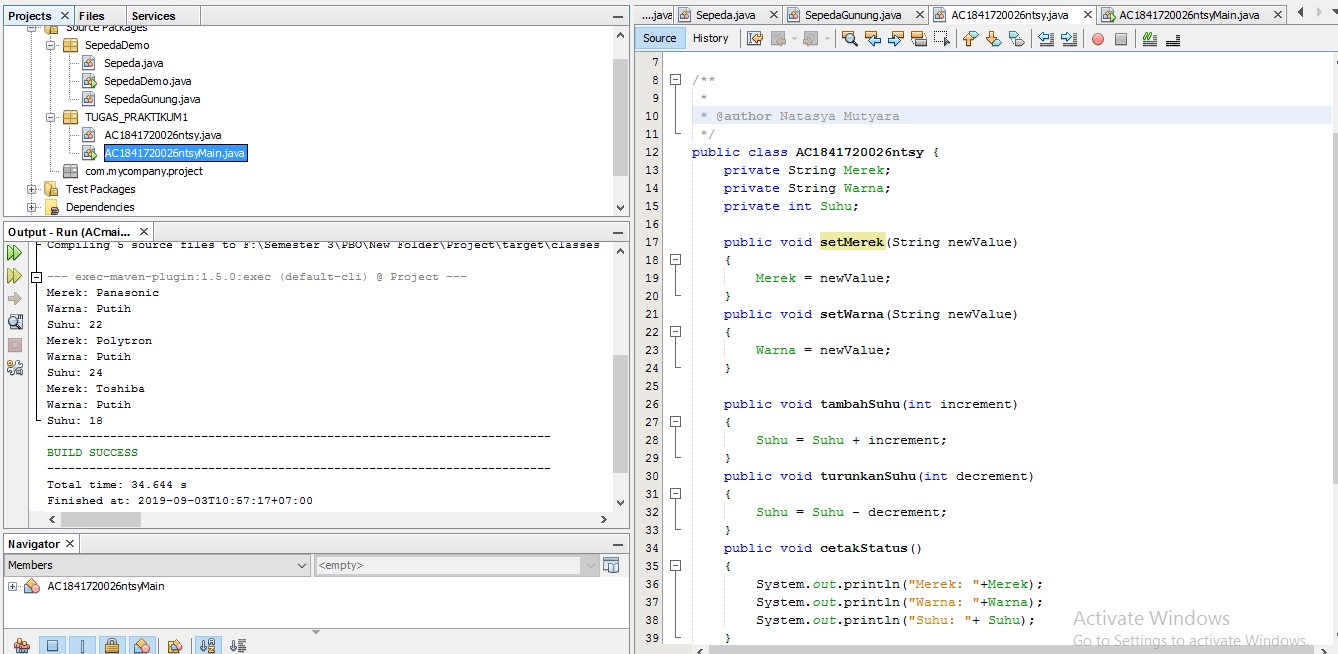 Projects
Files
Services
Source Packages
SepedaDemo
Sepeda.java
SepedaDemo.java
SepedaGunung.java
TUGAS_PRAKTIKUM1
AC1841720026ntsy.java
AC1841720026ntsyMain.java
com.mycompany.project
Test Packages
Dependencies
Output - Run (ACmai...
Compiling 5 source files to F:\Semester 3\PBO\New Folder\Project\target\classes
--- exec-maven-plugin:1.5.0:exec (default-cli) @ Project ---
Merek: Panasonic
Warna: Putih
Suhu: 22
Merek: Polytron
Warna: Putih
Suhu: 24
Merek: Toshiba
Warna: Putih
Suhu: 18
------------------------------------------------------------------------
BUILD SUCCESS
------------------------------------------------------------------------
Total time: 34.644 s
Finished at: 2019-09-03T10:57:17+07:00
Navigator
Members
<empty>
AC1841720026ntsyMain
....java
Sepeda.java
SepedaGunung.java
AC1841720026ntsy.java
AC1841720026ntsyMain.java
Source
History
7
8 /**
9 *
10 * @author Natasya Mutyara
11 */
12 public class AC1841720026ntsy {
13 private String Merek;
14 private String Warna;
15 private int Suhu;
16
17 public void setMerek(String newValue)
18 {
19 Merek = newValue;
20 }
21 public void setWarna(String newValue)
22 {
23 Warna = newValue;
24 }
25
26 public void tambahSuhu(int increment)
27 {
28 Suhu = Suhu + increment;
29 }
30 public void turunkanSuhu(int decrement)
31 {
32 Suhu = Suhu - decrement;
33 }
34 public void cetakStatus()
35 {
36 System.out.println("Merek: "+Merek);
37 System.out.println("Warna: "+Warna);
38 System.out.println("Suhu: "+ Suhu);
39 }
Activate Windows
Go to Settings to activate Windows.